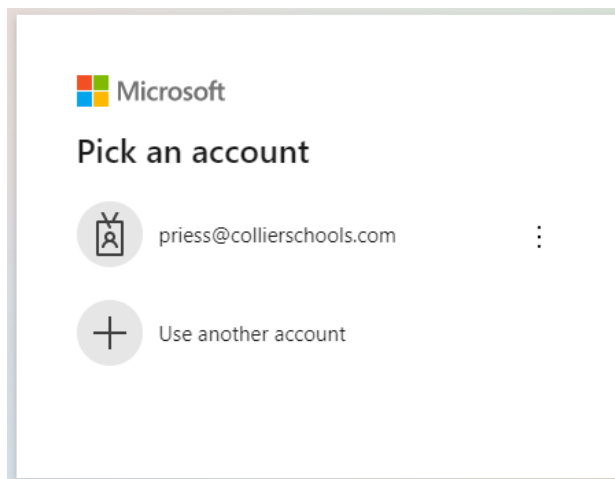 Microsoft
Pick an account
priess@collierschools.com
Use another account